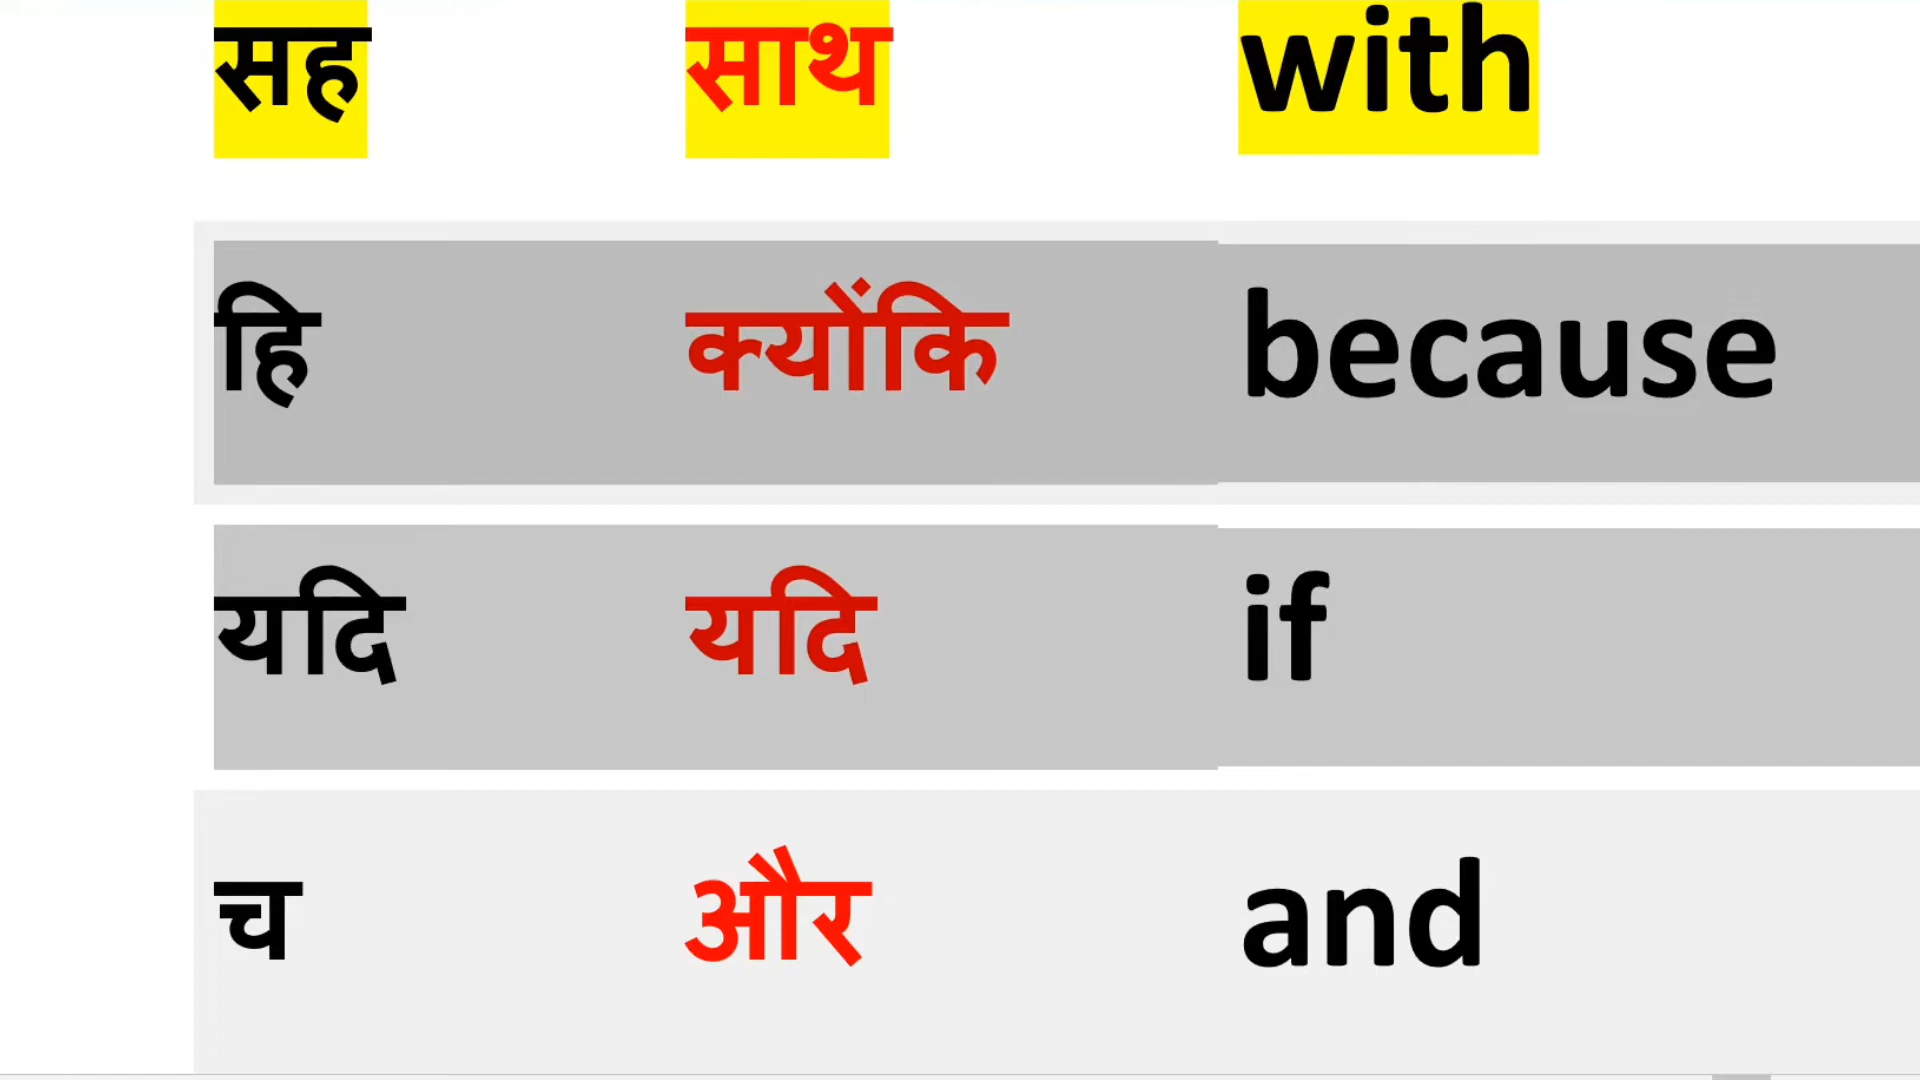 सह साथ with
हि क्योंकि because
यदि यदि if
च और and